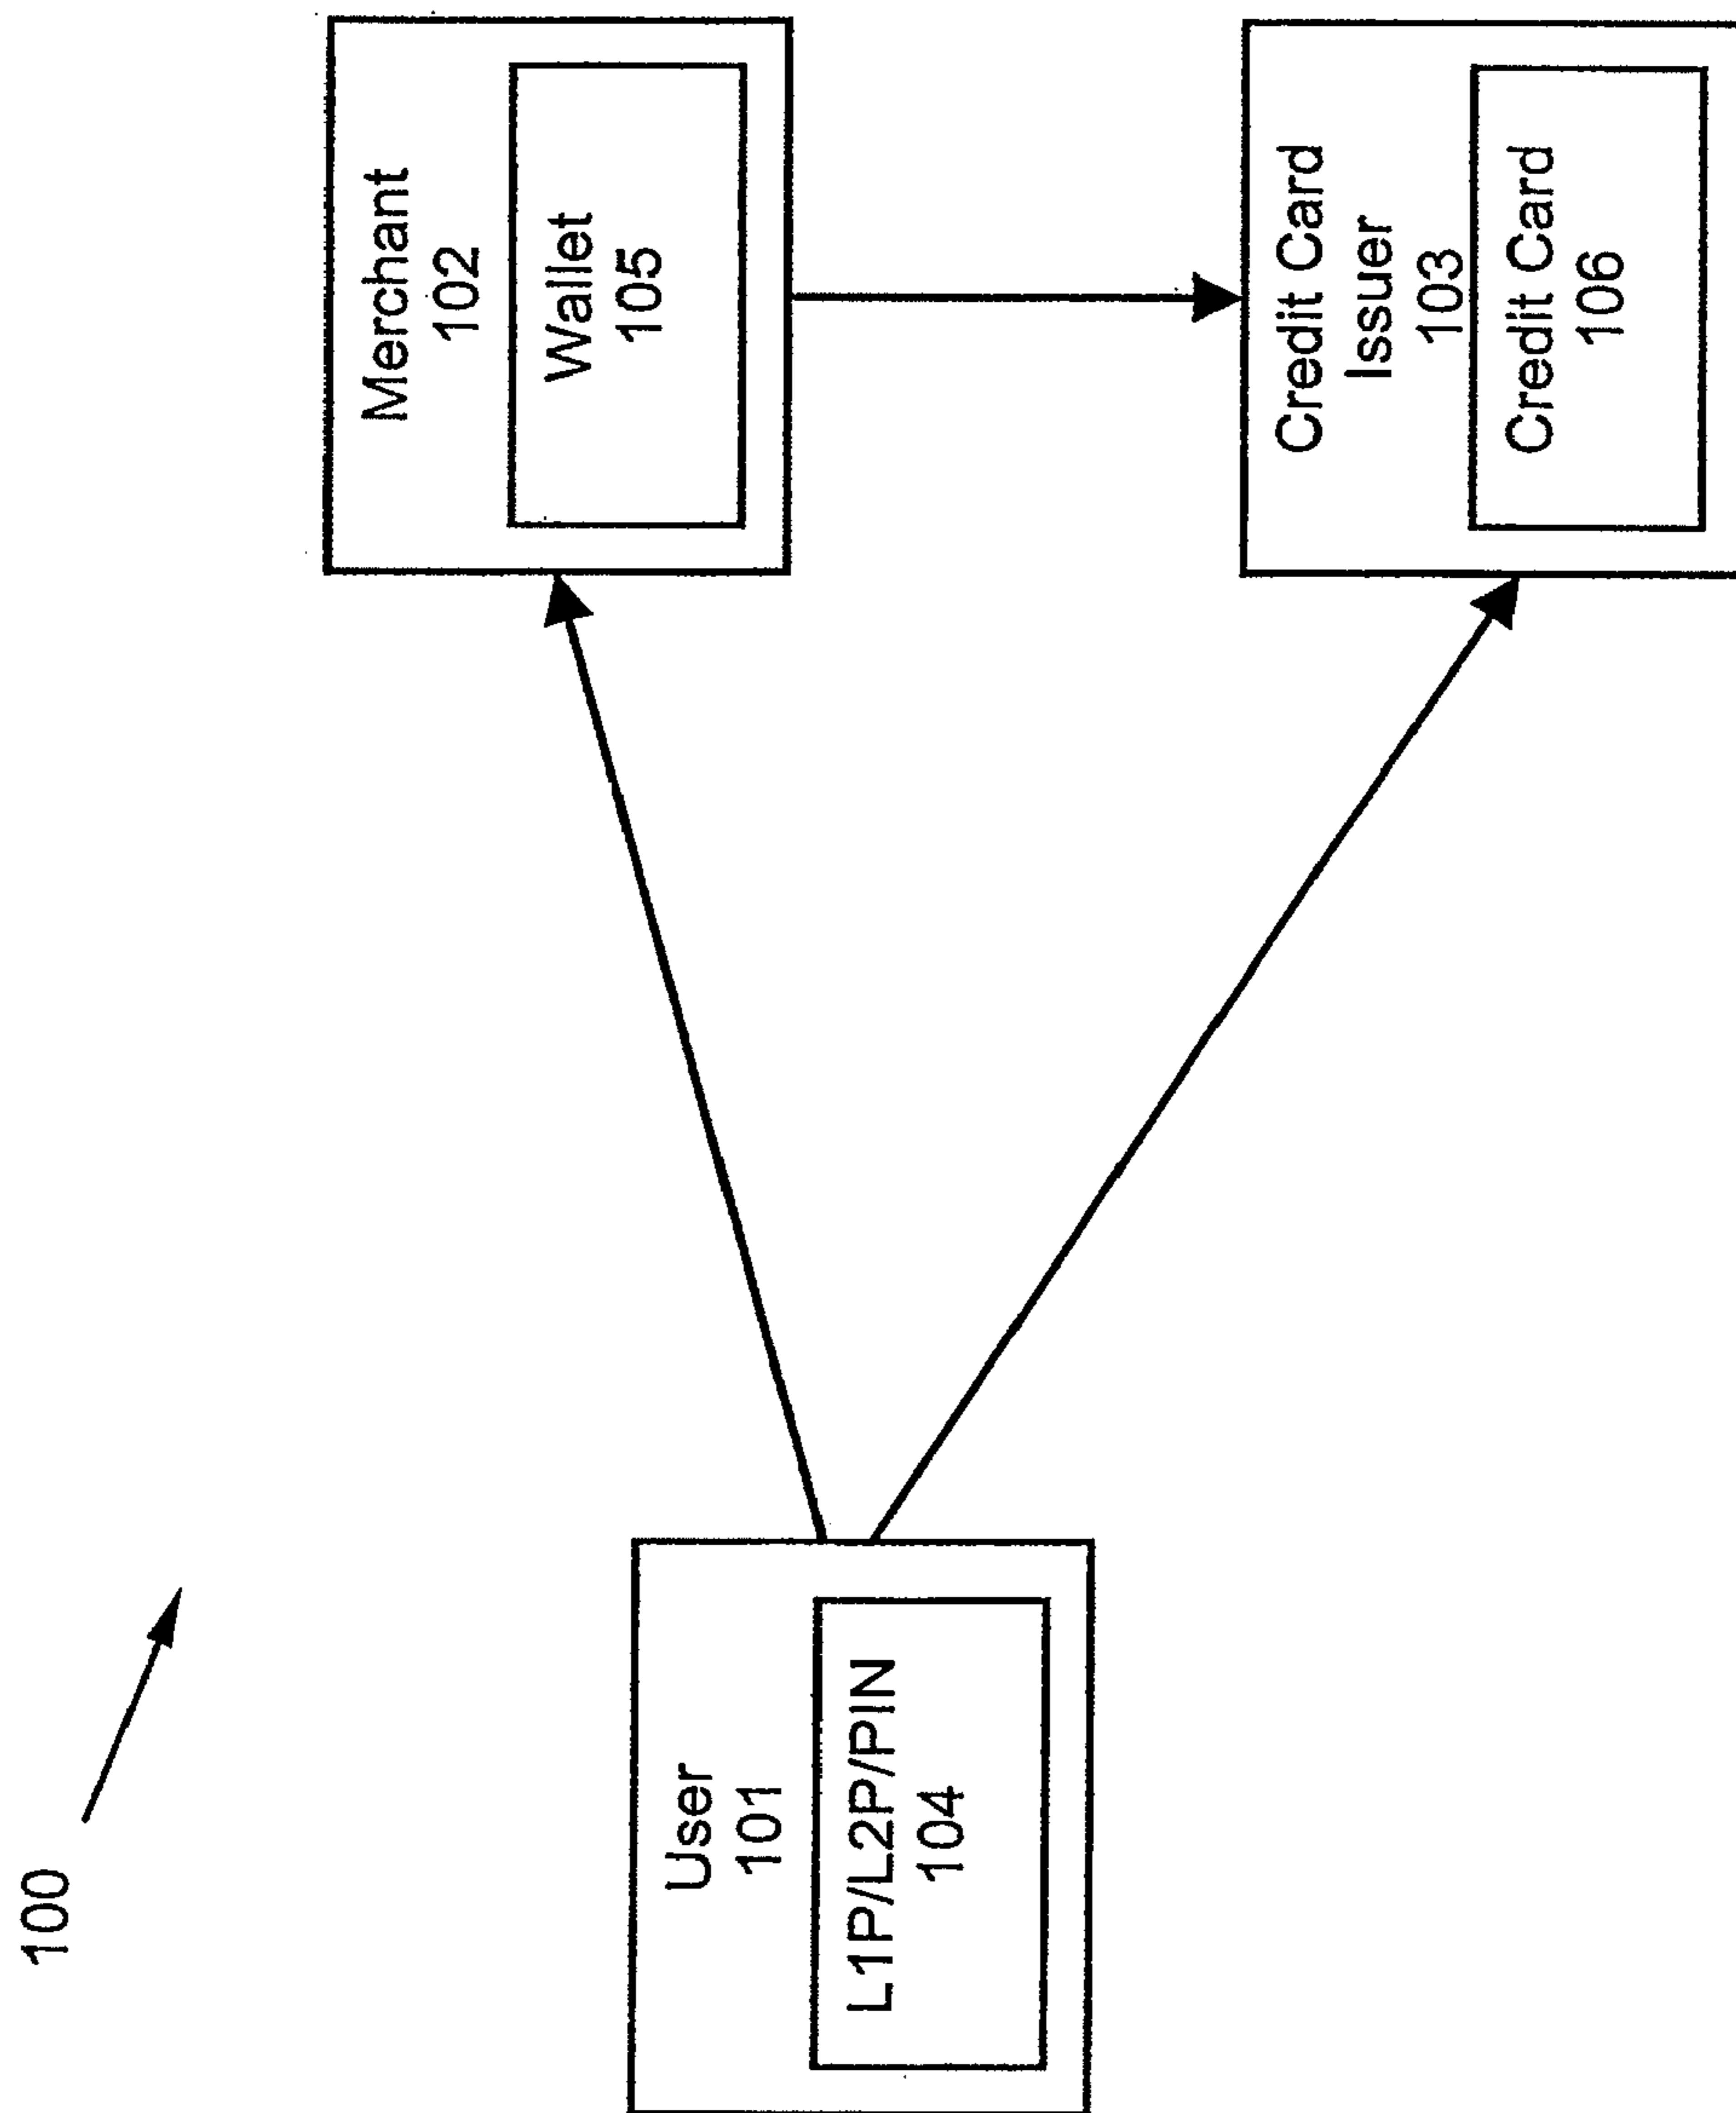 100
User
101
L1P/L2P/PIN
104
Merchant
102
Wallet
105
Credit Card
Issuer
103
Credit Card
106